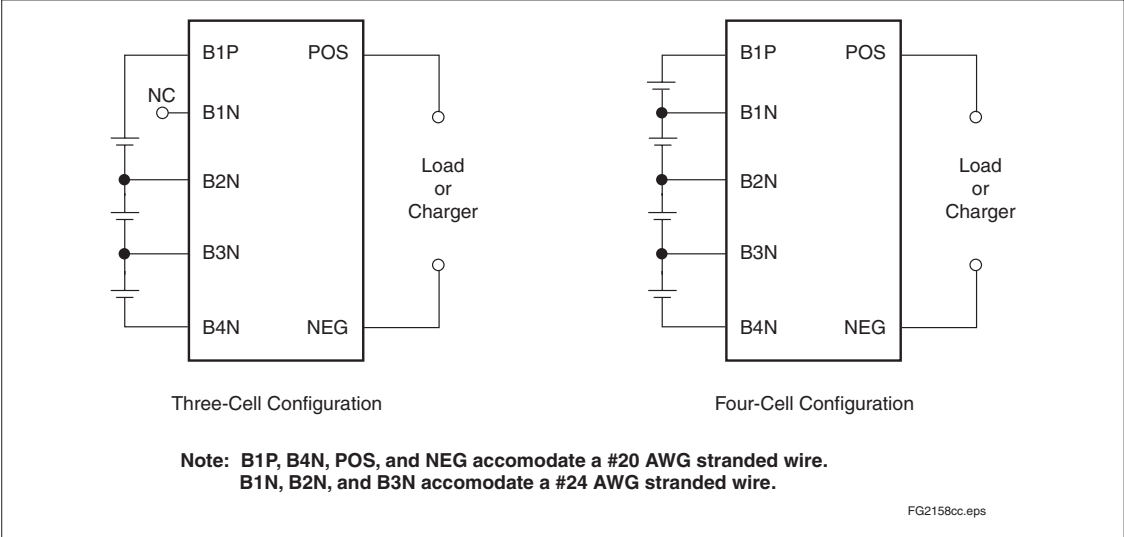 B1P POS
NC
B1N
B2N
Load
or
Charger
B3N
B4N NEG
Three-Cell Configuration
B1P POS
B1N
B2N
Load
or
Charger
B3N
B4N NEG
Four-Cell Configuration
Note: B1P, B4N, POS, and NEG accomodate a #20 AWG stranded wire.
B1N, B2N, and B3N accomodate a #24 AWG stranded wire.
FG2158cc.eps